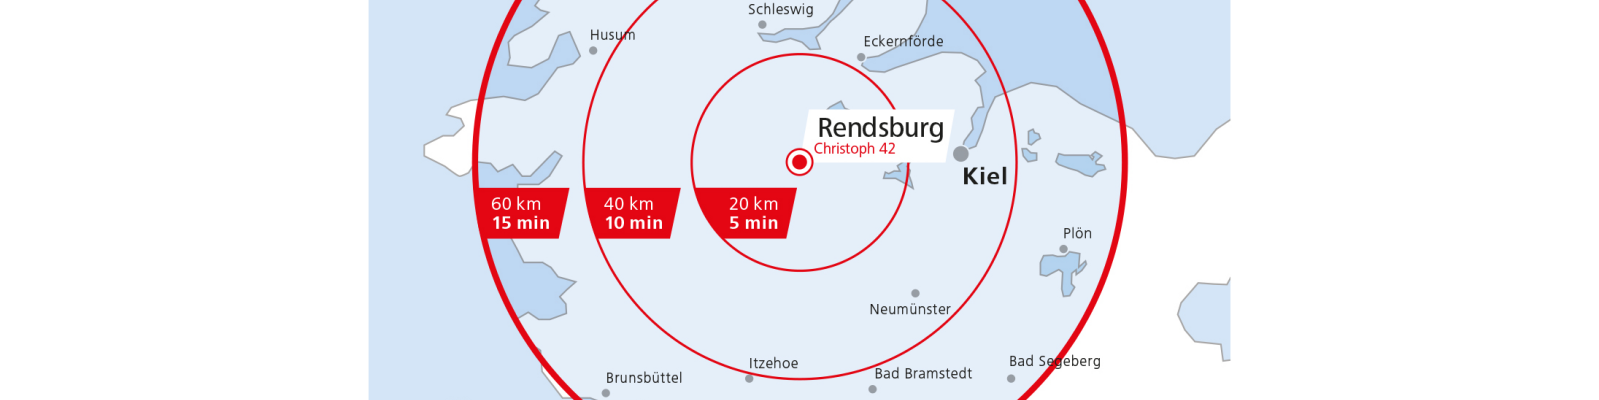 Schleswig
Husum
Eckernförde
Rendsburg
Christoph 42
Kiel
60 km
15 min
40 km
10 min
20 km
5 min
Plön
Neumünster
Itzehoe
Bad Segeberg
Bad Bramstedt
Brunsbüttel